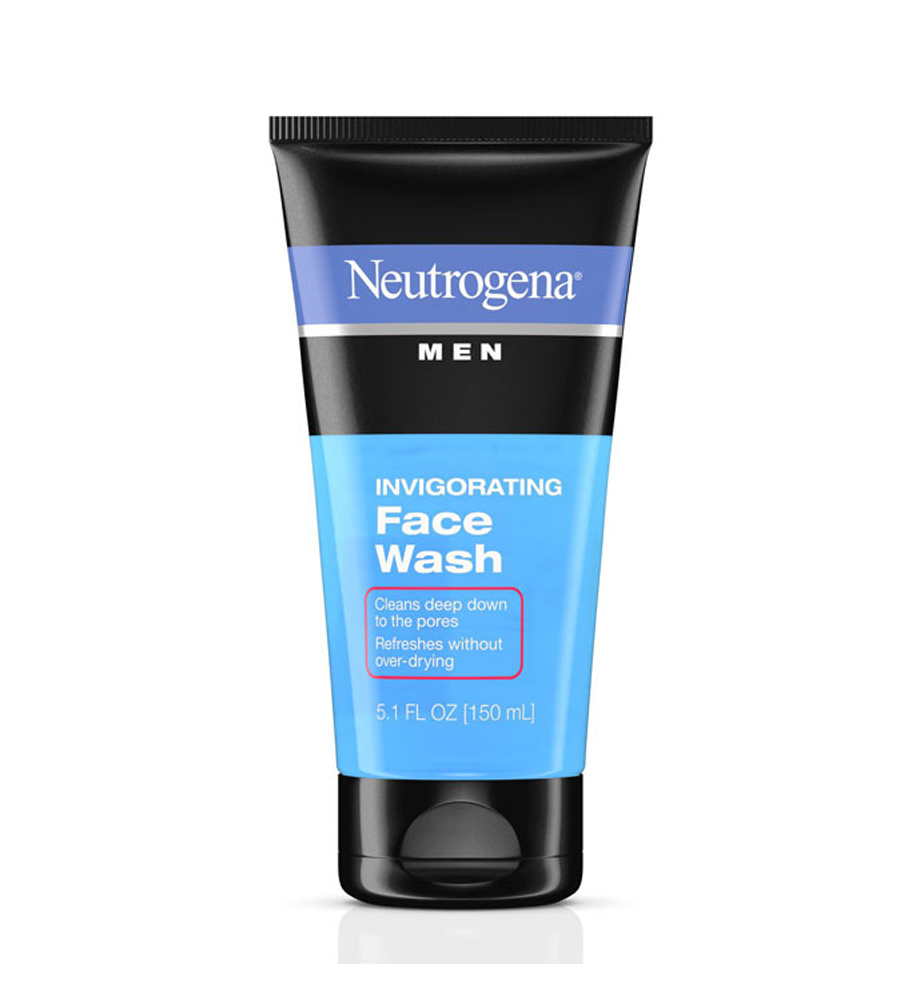 Neutrogena®
MEN
INVIGORATING
Face
Wash
Cleans deep down
to the pores
Refreshes without
over-drying
5.1 FL OZ [150 mL]